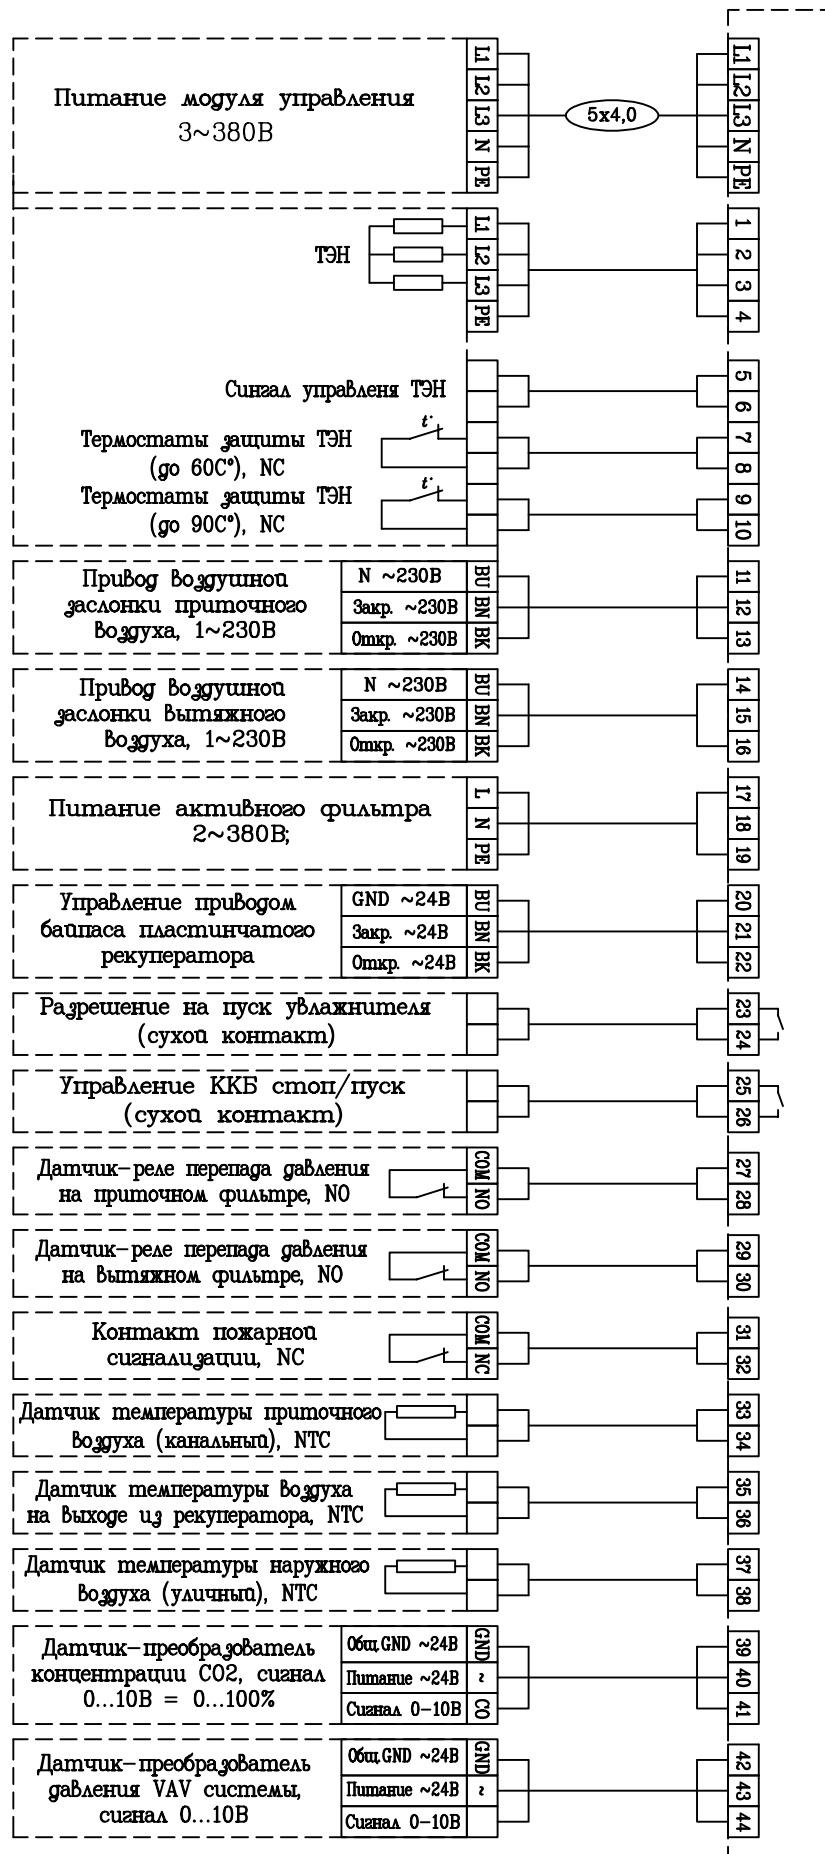 Питание модуля управления
3~380В
L1
L2
L3
N
PE
5x4,0
L1
L2
L3
N
PE
ТЭН
L1
L2
L3
PE
1
2
3
4
Сингал управленя ТЭН
5
6
Термостаты защиты ТЭН
(до 60С°), NC
t°
7
8
Термостаты защиты ТЭН
(до 90С°), NC
t°
9
10
Привод воздушной
заслонки приточного
воздуха, 1~230В
N ~230В
Закр. ~230В
Откр. ~230В
BU
BN
BK
11
12
13
Привод воздушной
заслонки вытяжного
воздуха, 1~230В
N ~230В
Закр. ~230В
Откр. ~230В
BU
BN
BK
14
15
16
Питание активного фильтра
2~380В;
L
N
PE
17
18
19
Управление приводом
байпаса пластинчатого
рекуператора
GND ~24В
Закр. ~24В
Откр. ~24В
BU
BN
BK
20
21
22
Разрешение на пуск увлажнителя
(сухой контакт)
23
24
Управление ККБ стоп/пуск
(сухой контакт)
25
26
Датчик-реле перепада давления
на приточном фильтре, NO
COM
NO
27
28
Датчик-реле перепада давления
на вытяжном фильтре, NO
COM
NO
29
30
Контакт пожарной
сигнализации, NC
COM
NC
31
32
Датчик температуры приточного
воздуха (канальный), NTC
33
34
Датчик температуры воздуха
на выходе из рекуператора, NTC
35
36
Датчик температуры наружного
воздуха (уличный), NTC
37
38
Датчик-преобразователь
концентрации СО2, сигнал
0...10В = 0...100%
Общ.GND ~24В
Питание ~24В
Сигнал 0-10В
GND
~
CO
39
40
41
Датчик-преобразователь
давления VAV системы,
сигнал 0...10В
Общ.GND ~24В
Питание ~24В
Сигнал 0-10В
GND
~
42
43
44